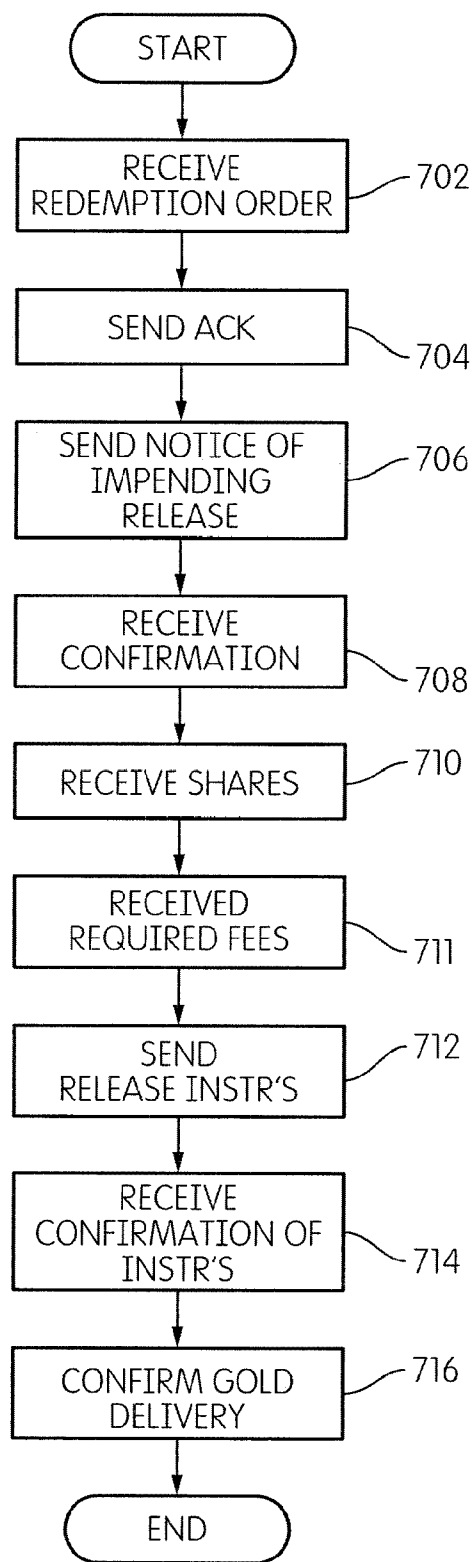 START
RECEIVE
REDEMPTION ORDER
702
SEND ACK
704
SEND NOTICE OF
IMPENDING
RELEASE
706
RECEIVE
CONFIRMATION
708
RECEIVE SHARES
710
RECEIVED
REQUIRED FEES
711
SEND
RELEASE INSTR'S
712
RECEIVE
CONFIRMATION OF
INSTR'S
714
CONFIRM GOLD
DELIVERY
716
END